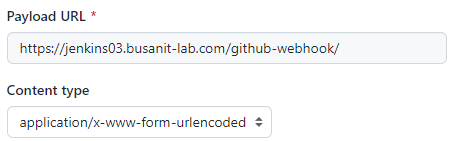 Payload URL *
https://jenkins03.busanit-lab.com/github-webhook/
Content type
application/x-www-form-urlencoded